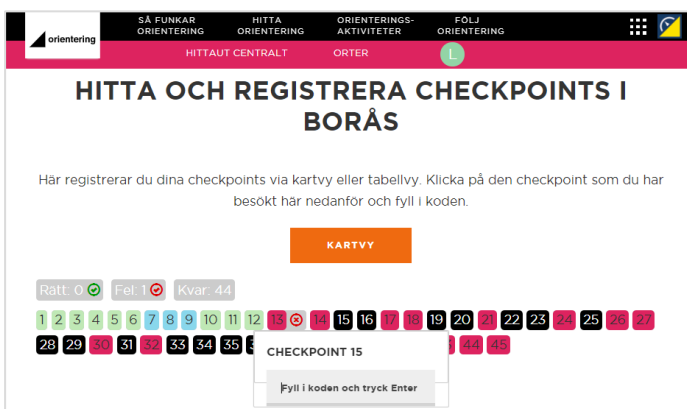 orientering
SÅ FUNKAR
ORIENTERING
HITTA
ORIENTERING
ORIENTERINGS-
AKTIVITETER
FÖLJ
ORIENTERING
HITTAUT CENTRALT
ORTER
L
HITTA OCH REGISTRERA CHECKPOINTS I
BORÅS
Här registrerar du dina checkpoints via kartvy eller tabellvy. Klicka på den checkpoint som du har
besökt här nedanför och fyll i koden.
KARTVY
Rätt: 0 Fel: 1 Kvar: 44
1 2 3 4 5 6 7 8 9 10 11 12 13 14 15 16 17 18 19 20 21 22 23 24 25 26 27
28 29 30 31 32 33 34 35 44 45
CHECKPOINT 15
Fyll i koden och tryck Enter